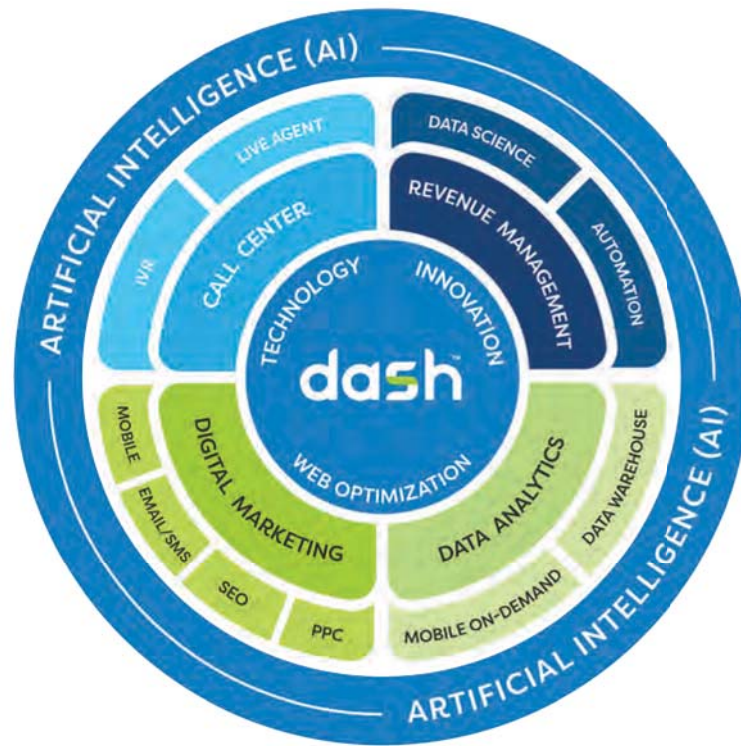 ARTIFICIAL INTELLIGENCE (AI)
LIVE AGENT
IVR
CALL CENTER
DATA SCIENCE
AUTOMATION
REVENUE MANAGEMENT
TECHNOLOGY
INNOVATION
dash™
WEB OPTIMIZATION
DIGITAL MARKETING
MOBILE
EMAIL/SMS
SEO
PPC
DATA ANALYTICS
DATA WAREHOUSE
MOBILE ON-DEMAND
ARTIFICIAL INTELLIGENCE (AI)